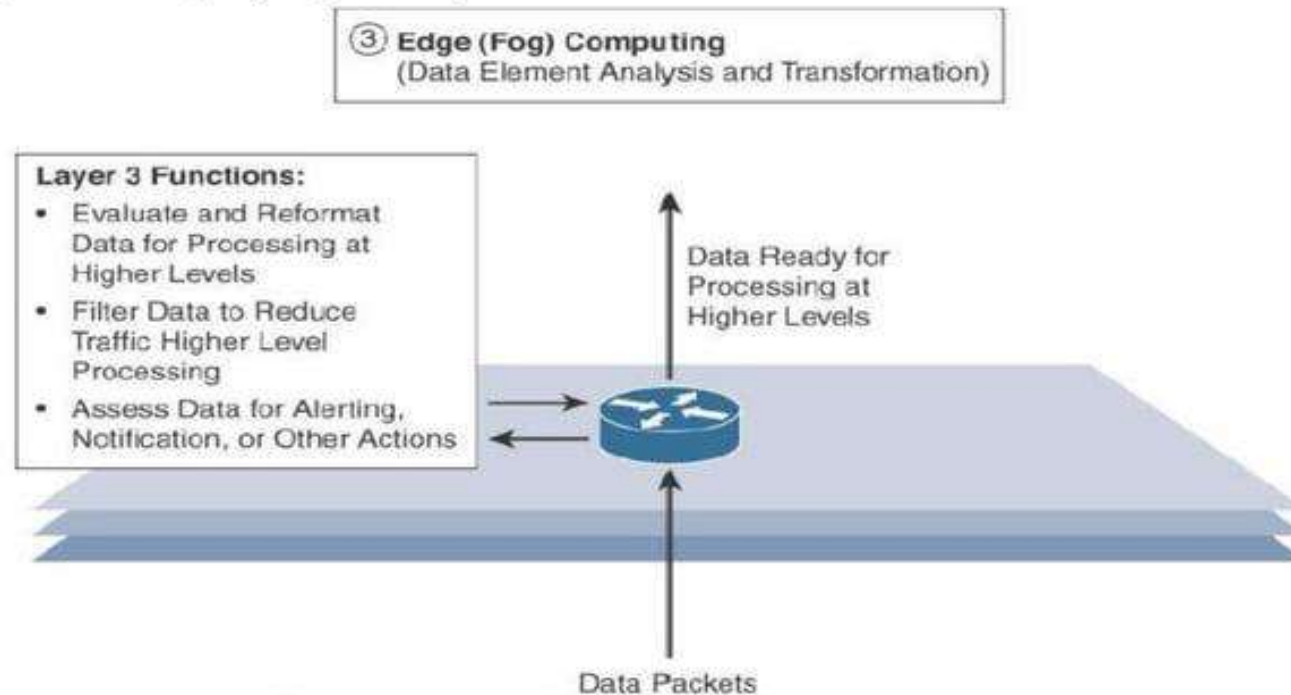 ③ Edge (Fog) Computing
(Data Element Analysis and Transformation)
Layer 3 Functions:
• Evaluate and Reformat
Data for Processing at
Higher Levels
• Filter Data to Reduce
Traffic Higher Level
Processing
• Assess Data for Alerting,
Notification, or Other Actions
Data Ready for
Processing at
Higher Levels
Data Packets